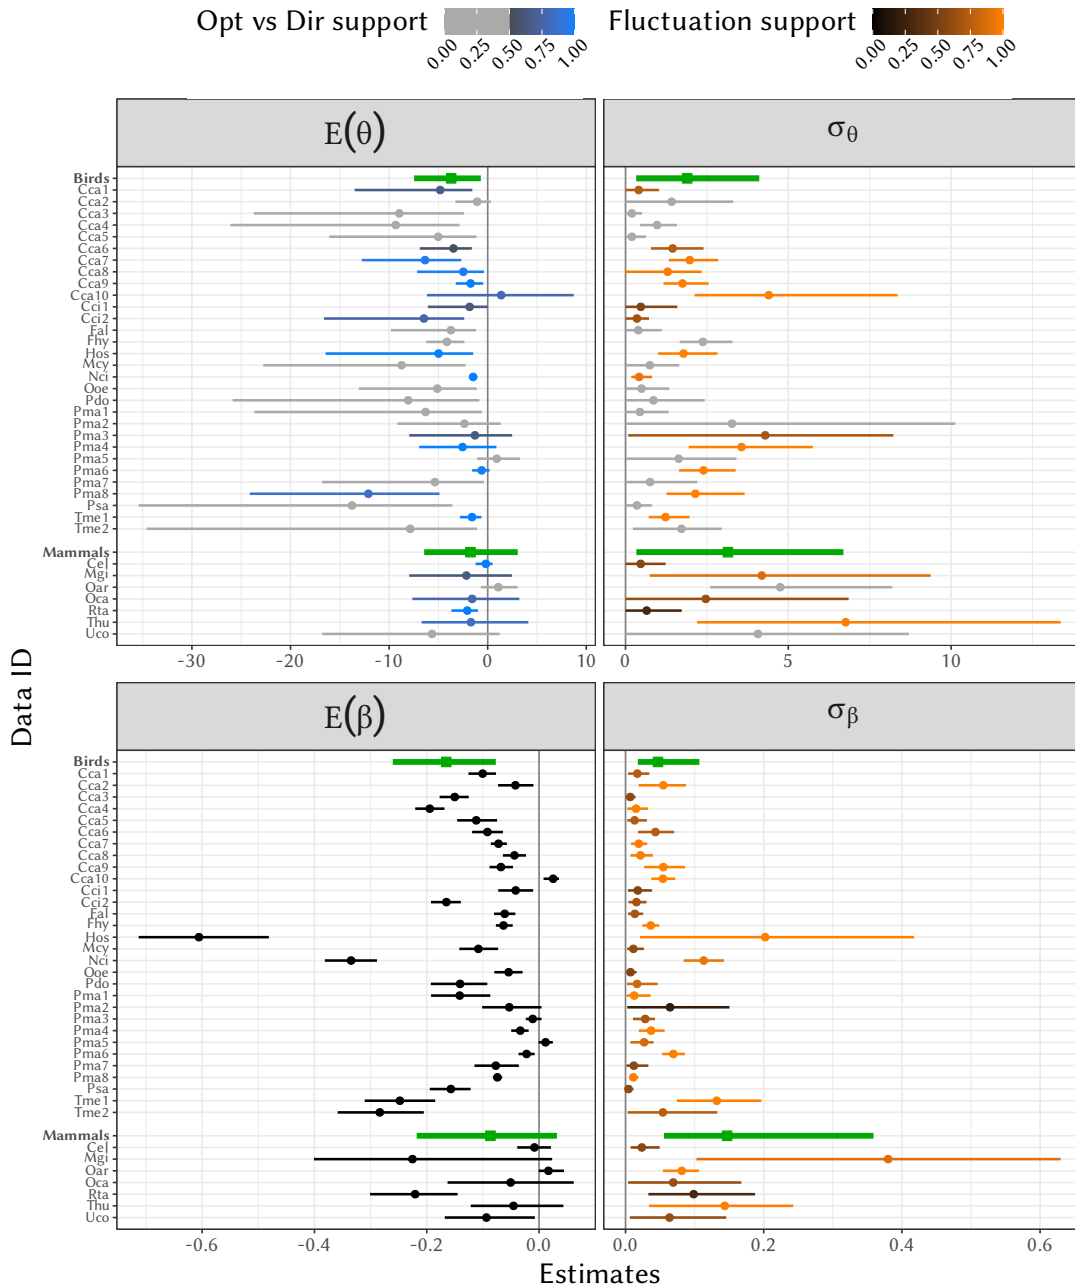 Opt vs Dir support
0.00 0.25 0.50 0.75 1.00
Fluctuation support
0.00 0.25 0.50 0.75 1.00
E(θ)
σθ
Birds
Cca1
Cca2
Cca3
Cca4
Cca5
Cca6
Cca7
Cca8
Cca9
Cca10
Cci1
Cci2
Fal
Fhy
Hos
Mcy
Nci
Ooe
Pdo
Pma1
Pma2
Pma3
Pma4
Pma5
Pma6
Pma7
Pma8
Psa
Tme1
Tme2
Mammals
Cel
Mgi
Oar
Oca
Rta
Thu
Uco
-30 -20 -10 0 10
0 5 10
Data ID
E(β)
σβ
Birds
Cca1
Cca2
Cca3
Cca4
Cca5
Cca6
Cca7
Cca8
Cca9
Cca10
Cci1
Cci2
Fal
Fhy
Hos
Mcy
Nci
Ooe
Pdo
Pma1
Pma2
Pma3
Pma4
Pma5
Pma6
Pma7
Pma8
Psa
Tme1
Tme2
Mammals
Cel
Mgi
Oar
Oca
Rta
Thu
Uco
-0.6 -0.4 -0.2 0.0
0.0 0.2 0.4 0.6
Estimates